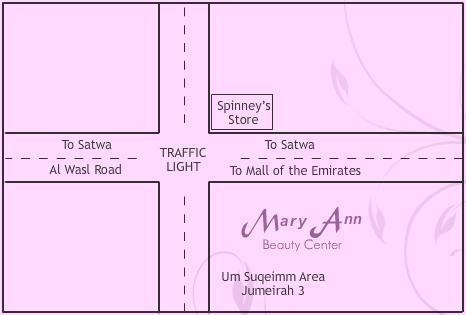 Spinney's
Store
To Satwa
To Satwa
TRAFFIC
LIGHT
Al Wasl Road
To Mall of the Emirates
Mary Ann
Beauty Center
Um Suqeimn Area
Jumeirah 3